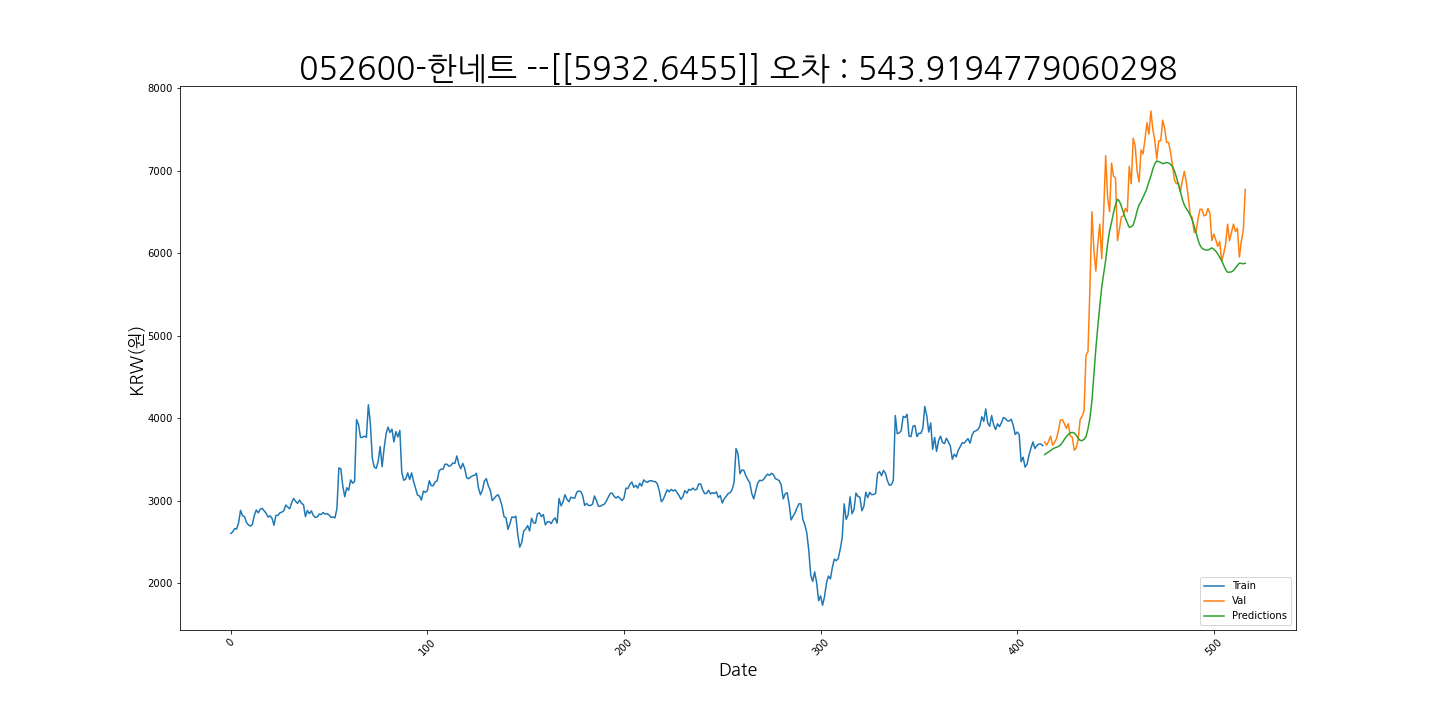 052600-한네트 --[[5932.6455]] 오차 : 543.9194779060298
8000
7000
6000
5000
4000
3000
2000
KRW(원)
0
100
200
300
400
500
Date
Train
Val
Predictions